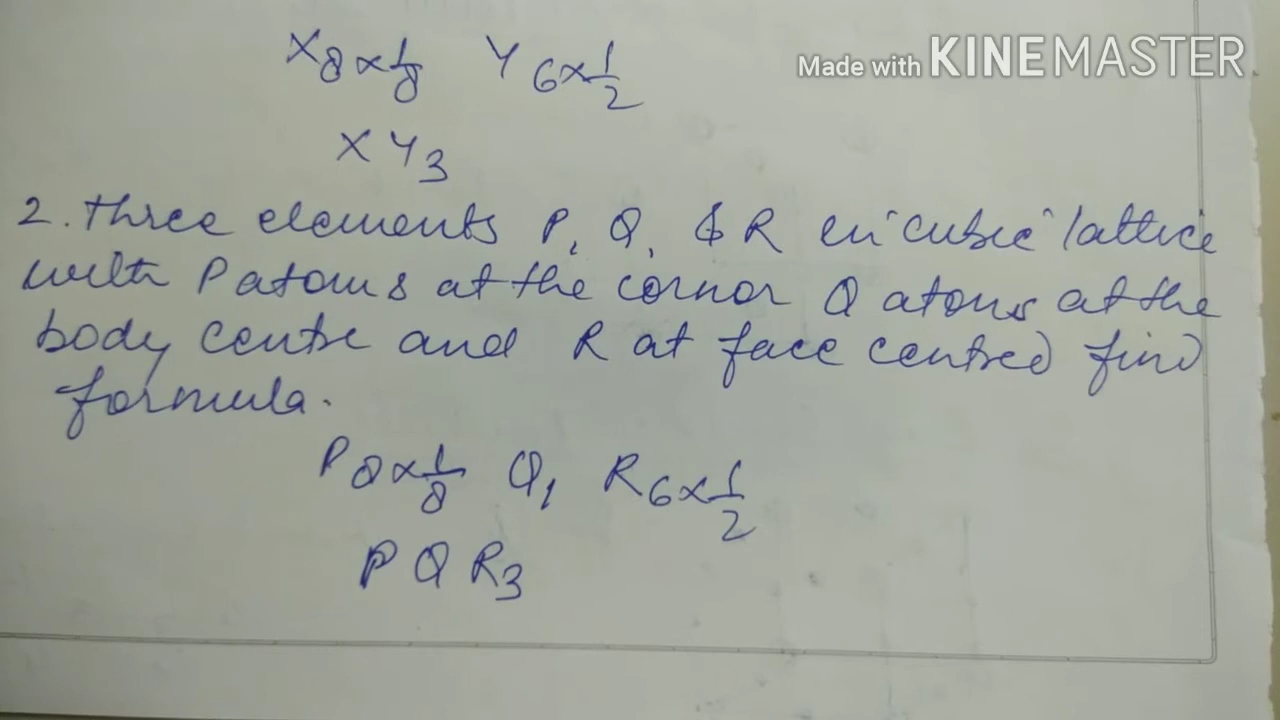 X8×1/8 Y6×1/2
Made with KINEMASTER
XY3
2. three elements P, Q, & R in cubic lattice
with P atoms at the cornor Q atoms at the
body centre and R at face centred find
formula.
P8×1/8 Q1 R6×1/2
PQR3